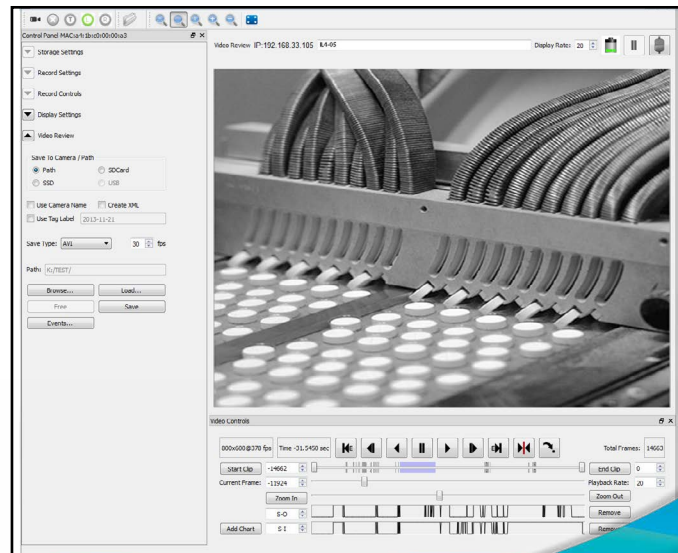 Control Panel MAC:a4:1b:c0:00:00:a3
Storage Settings
Record Settings
Record Controls
Display Settings
Video Review
Save To Camera / Path
Path
SDCard
SSD
USB
Use Camera Name
Create XML
Use Tag Label
2013-11-21
Save Type:
AVI
30
fps
Path:
K:/TEST/
Browse...
Load...
Free
Save
Events...
Video Review IP:192.168.33.105
IL4-05
Display Rate:
20
Video Controls
000x600@370 fps
Time -31.5450 sec
Total Frames:
14663
Start Clip
-14662
End Clip
0
Current Frame:
-11924
Playback Rate:
20
Zoom In
Zoom Out
S-O
Remove
Add Chart
S-I